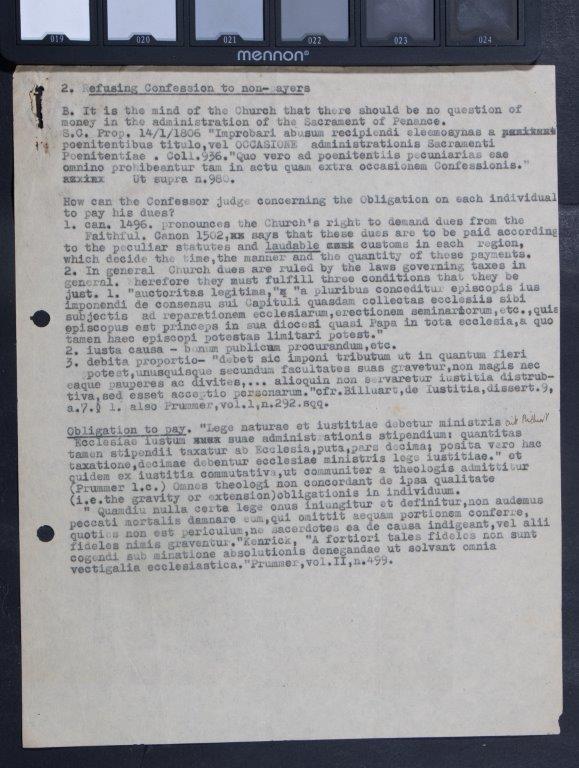 019 020 021 022 023 024
mennon®
2. Refusing Confession to non-payers
B. It is the mind of the Church that there should be no question of
money in the administration of the Sacrament of Penance.
S.C. Prop. 14/1/1806 "Improbari abusum recipiendi eleemosynas a
poenitentibus titulo,vel OCCASIONE administrationis Sacramenti
Poenitentiae . Coll.936."Quo vero ad poenitentiis pecuniarias eae
omnino prohibeantur tam in actu quam extra occasionem Confessionis."
Ut supra n.980.
How can the Confessor judge concerning the Obligation on each individual
to pay his dues?
1. can. 1496. pronounces the Church's right to demand dues from the
Faithful. Canon 1502, says that these dues are to be paid according
to the peculiar statutes and laudable customs in each region,
which decide the time,the manner and the quantity of these payments.
2. In general Church dues are ruled by the laws governing taxes in
general. Therefore they must fulfill three conditions that they be
just. 1. "auctoritas legitima," "a pluribus conceditur episcopis ius
imponendi de consensu sui Capituli quasdam collectas ecclesiis sibi
subjectis ad reparationem ecclesiarum,erectionem seminariorum,etc.,quia
episcopus est princeps in sua diocesi quasi Papa in tota ecclesia,a quo
tamen haec episcopi potestas limitari potest."
2. iusta causa - bonum publicum procurandum,etc.
3. debita proportio- "debet sic imponi tributum ut in quantum fieri
potest,unusquisque secundum facultates suas gravetur,non magis nec
eaque pauperes ac divites,... alioquin non servaretur iustitia distrub-
tiva,sed esset acceptio personarum."cfr.Billuart,de Iustitia,dissert.9,
a.7. 1. also Prummer,vol.1,n.292.sqq.
Obligation to pay. "Lege naturae et iustitiae debetur ministris
Ecclesiae iustum suae administrationis stipendium: quantitas
tamen stipendii taxatur ab Ecclesia,puta,pars decima; posita vero hac
taxatione,decimae debentur ecclesiae ministris lege iustitiae." et
quidem ex iustitia commutativa,ut communiter a theologis admittitur
(Prummer l.c.) Omnes theologi non concordant de ipsa qualitate
(i.e.the gravity or extension)obligationis in individuum.
" Quamdiu nulla certa lege onus iniungitur et definitur,non audemus
peccati mortalis damnare eum,qui omittit aequam portionem conferre,
quoties non est periculum,ne sacerdotes ea de causa indigeant,vel alii
fideles nimis graventur."Kenrick, "A fortiori tales fideles non sunt
cogendi sub minatione absolutionis denegandae ut solvant omnia
vectigalia ecclesiastica."Prummer,vol.II,n.499.